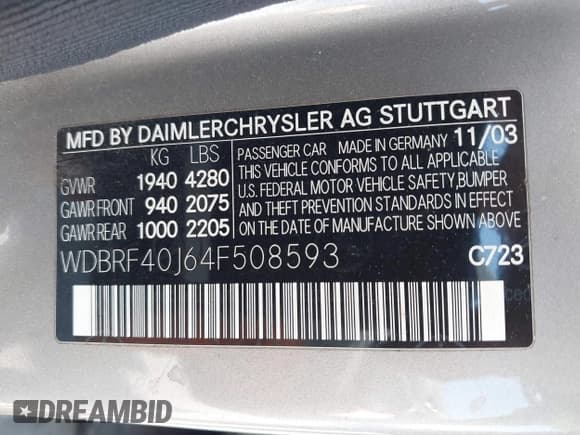 MFD BY DAIMLERCHRYSLER AG STUTTGART
KG LBS
GVWR 1940 4280
GAWR FRONT 940 2075
GAWR REAR 1000 2205
PASSENGER CAR MADE IN GERMANY 11/03
THIS VEHICLE CONFORMS TO ALL APPLICABLE
U.S. FEDERAL MOTOR VEHICLE SAFETY,BUMPER
AND THEFT PREVENTION STANDARDS IN EFFECT
ON THE DATE OF MANUFACTURE SHOWN ABOVE.
WDBRF40J64F508593 C723
DREAMBID